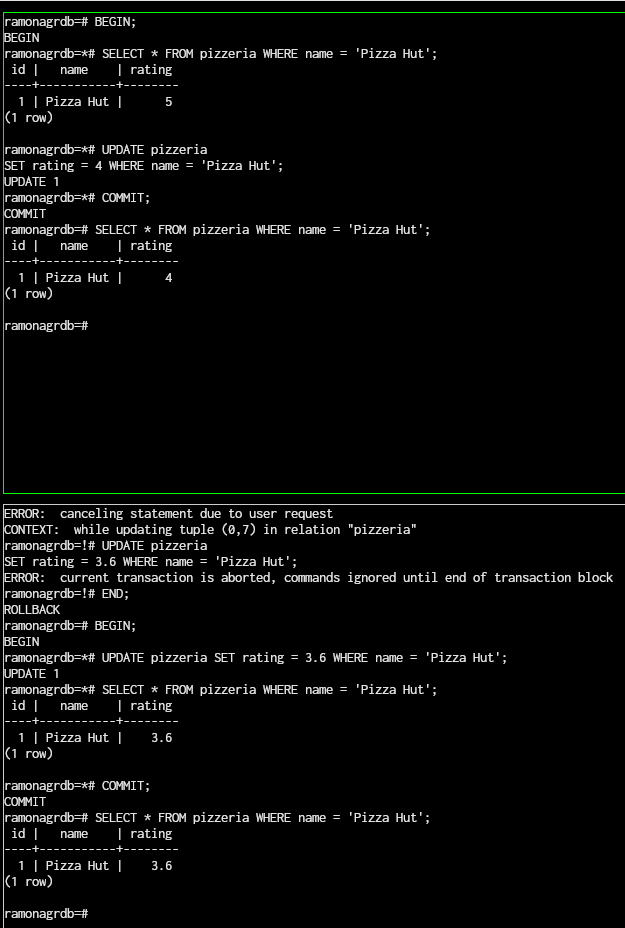 ramonagrdb=# BEGIN;
BEGIN
ramonagrdb=*# SELECT * FROM pizzeria WHERE name = 'Pizza Hut';
 id |   name    | rating
----+-----------+--------
  1 | Pizza Hut |      5
(1 row)

ramonagrdb=*# UPDATE pizzeria
SET rating = 4 WHERE name = 'Pizza Hut';
UPDATE 1
ramonagrdb=*# COMMIT;
COMMIT
ramonagrdb=# SELECT * FROM pizzeria WHERE name = 'Pizza Hut';
 id |   name    | rating
----+-----------+--------
  1 | Pizza Hut |      4
(1 row)

ramonagrdb=#
ERROR:  canceling statement due to user request
CONTEXT:  while updating tuple (0,7) in relation "pizzeria"
ramonagrdb=!# UPDATE pizzeria
SET rating = 3.6 WHERE name = 'Pizza Hut';
ERROR:  current transaction is aborted, commands ignored until end of transaction block
ramonagrdb=!# END;
ROLLBACK
ramonagrdb=# BEGIN;
BEGIN
ramonagrdb=*# UPDATE pizzeria SET rating = 3.6 WHERE name = 'Pizza Hut';
UPDATE 1
ramonagrdb=*# SELECT * FROM pizzeria WHERE name = 'Pizza Hut';
 id |   name    | rating
----+-----------+--------
  1 | Pizza Hut |    3.6
(1 row)

ramonagrdb=*# COMMIT;
COMMIT
ramonagrdb=# SELECT * FROM pizzeria WHERE name = 'Pizza Hut';
 id |   name    | rating
----+-----------+--------
  1 | Pizza Hut |    3.6
(1 row)

ramonagrdb=#